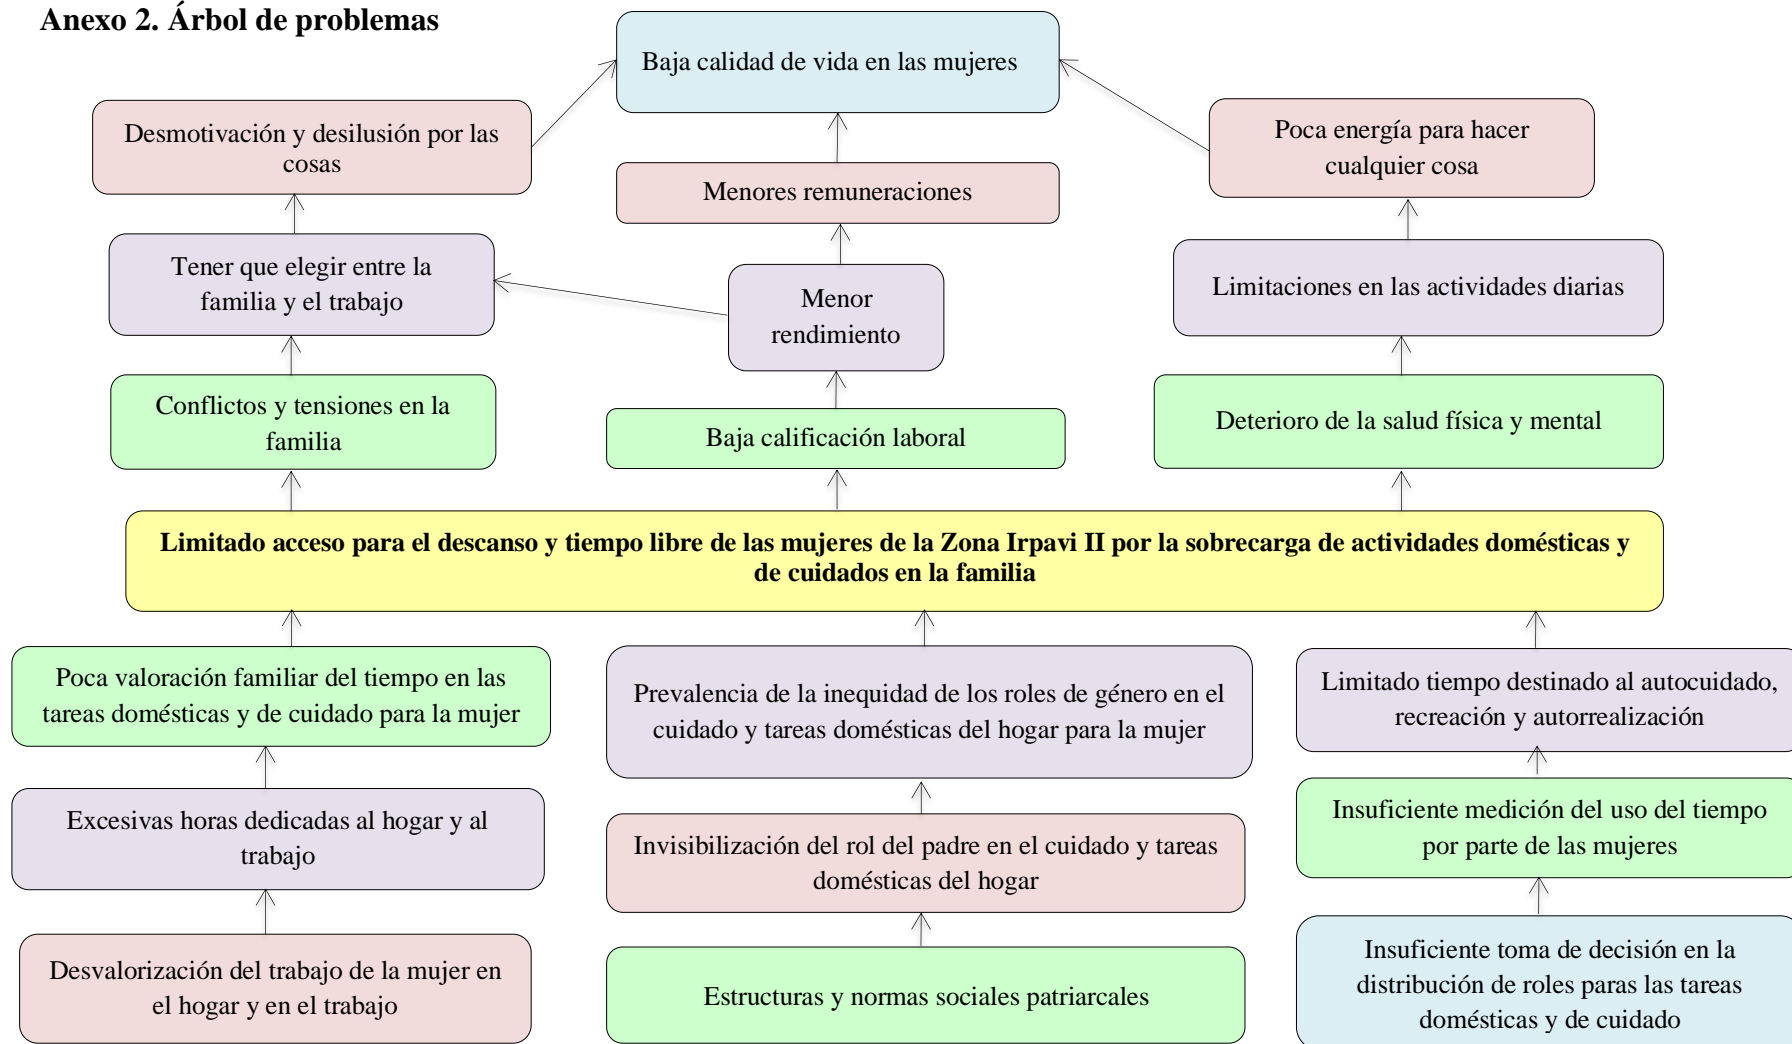 Anexo 2. Árbol de problemas
Baja calidad de vida en las mujeres
Desmotivación y desilusión por las
cosas
Menores remuneraciones
Poca energía para hacer
cualquier cosa
Tener que elegir entre la
familia y el trabajo
Menor
rendimiento
Limitaciones en las actividades diarias
Conflictos y tensiones en la
familia
Baja calificación laboral
Deterioro de la salud física y mental
Limitado acceso para el descanso y tiempo libre de las mujeres de la Zona Irpavi II por la sobrecarga de actividades domésticas y
de cuidados en la familia
Poca valoración familiar del tiempo en las
tareas domésticas y de cuidado para la mujer
Prevalencia de la inequidad de los roles de género en el
cuidado y tareas domésticas del hogar para la mujer
Limitado tiempo destinado al autocuidado,
recreación y autorrealización
Excesivas horas dedicadas al hogar y al
trabajo
Invisibilización del rol del padre en el cuidado y tareas
domésticas del hogar
Insuficiente medición del uso del tiempo
por parte de las mujeres
Desvalorización del trabajo de la mujer en
el hogar y en el trabajo
Estructuras y normas sociales patriarcales
Insuficiente toma de decisión en la
distribución de roles paras las tareas
domésticas y de cuidado